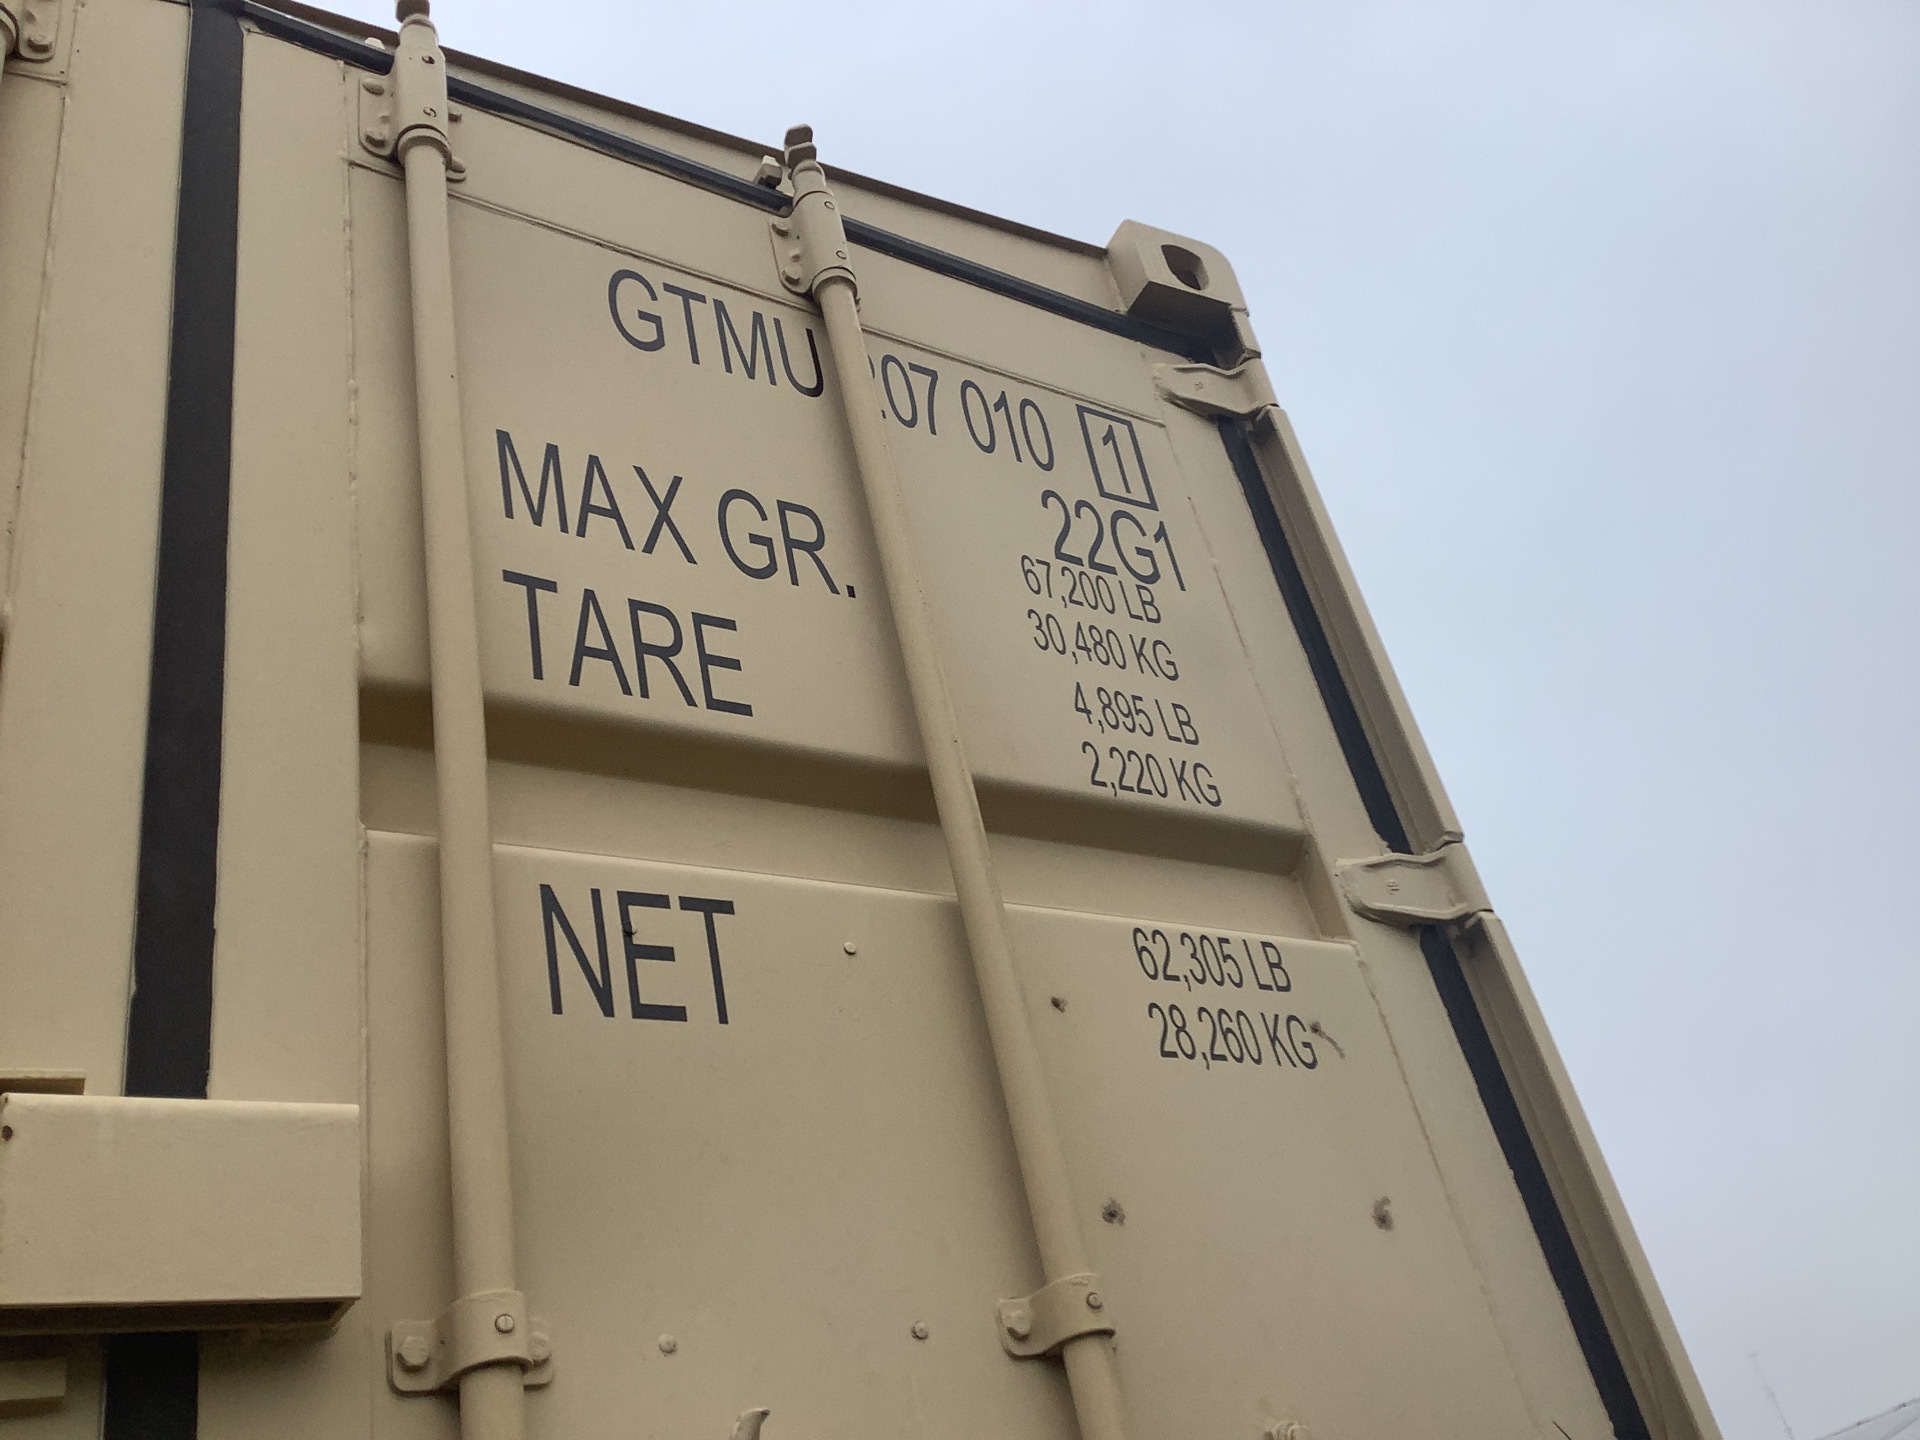 GTMU 207 010 1
22G1
MAX GR. 67,200 LB
30,480 KG
TARE 4,895 LB
2,220 KG
NET 62,305 LB
28,260 KG